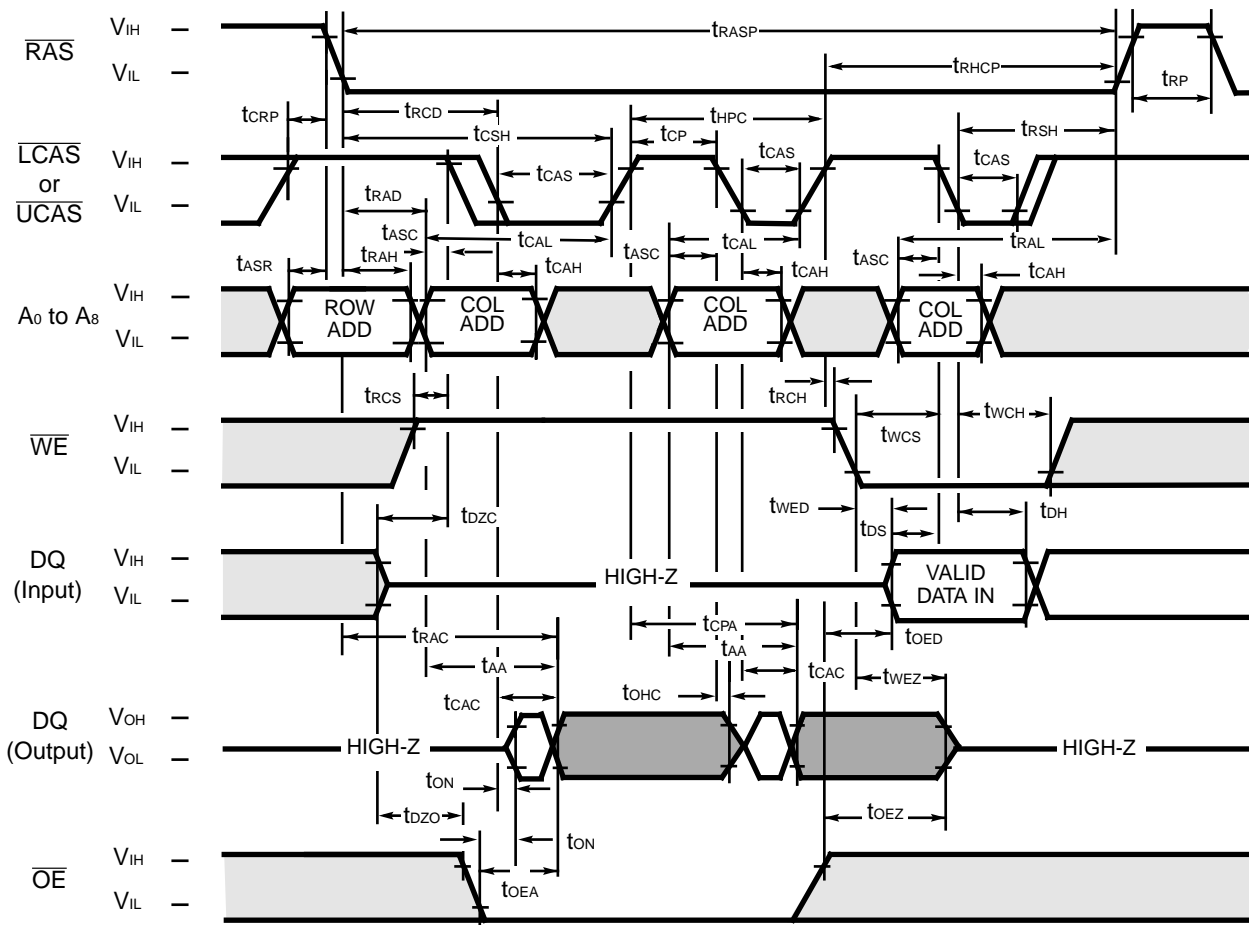 RAS VIH – tRASP
VIL – tRHCP tRP
tCRP tRCD tHPC
tCSH tCP tRSH
LCAS or UCAS VIH – tCAS tCAS tCAS
VIL – tRAD
tASC tCAL tCAL tRAL
tASR tRAH tCAH tASC tCAH tASC tCAH
A0 to A8 VIH – ROW ADD COL ADD COL ADD COL ADD
VIL –
tRCS tRCH
WE VIH – tWCS tWCH
VIL –
tDZC tWED tDS tDH
DQ (Input) VIH – HIGH-Z VALID DATA IN
VIL –
tRAC tCPA tOED
tAA tAA
tCAC tOHC tCAC tWEZ
DQ (Output) VOH –
VOL – HIGH-Z HIGH-Z
tON
tDZO tOEZ
tON
OE VIH – tOEA
VIL –